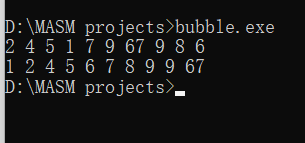 D:\MASM projects>bubble.exe
2 4 5 1 7 9 67 9 8 6
1 2 4 5 6 7 8 9 9 67
D:\MASM projects>